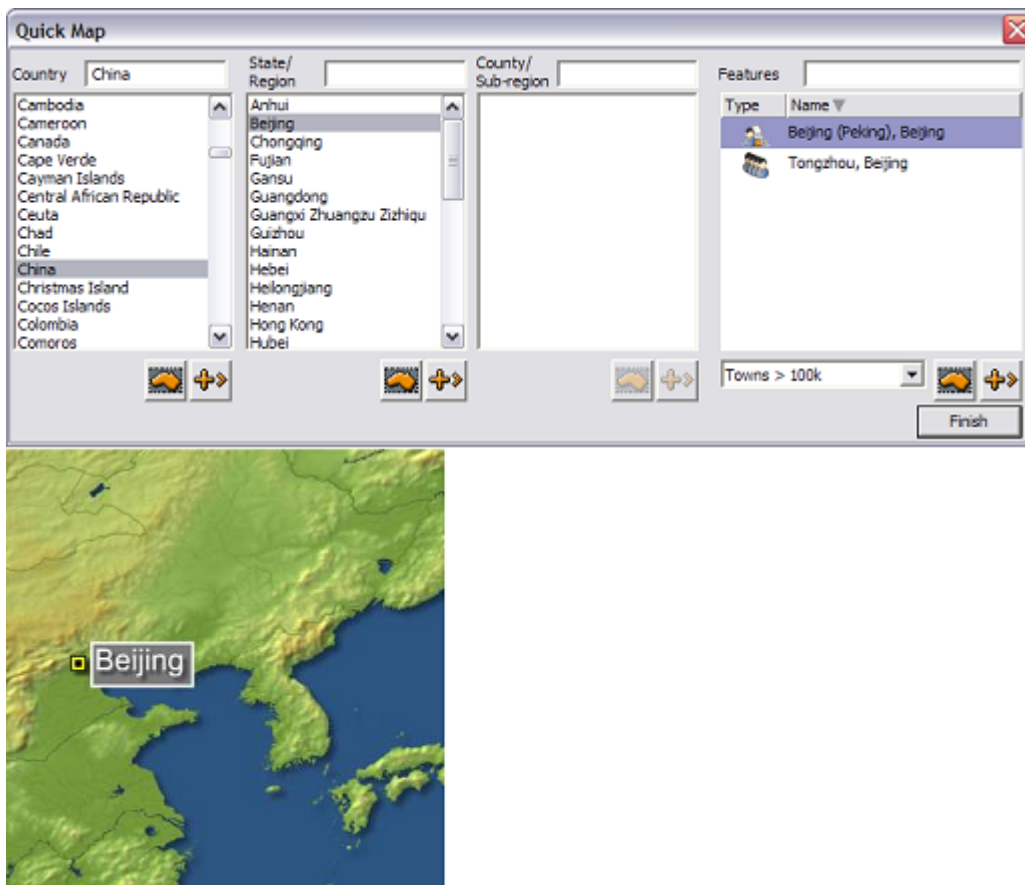 Quick Map
Country China
State/
Region
County/
Sub-region
Features
Cambodia
Cameroon
Canada
Cape Verde
Cayman Islands
Central African Republic
Ceuta
Chad
Chile
China
Christmas Island
Cocos Islands
Colombia
Comoros
Anhui
Beijing
Chongqing
Fujian
Gansu
Guangdong
Guangxi Zhuangzu Zizhiqu
Guizhou
Hainan
Hebei
Heilongjiang
Henan
Hong Kong
Hubei
Type Name
Beijing (Peking), Beijing
Tongzhou, Beijing
Towns > 100k
Finish
Beijing